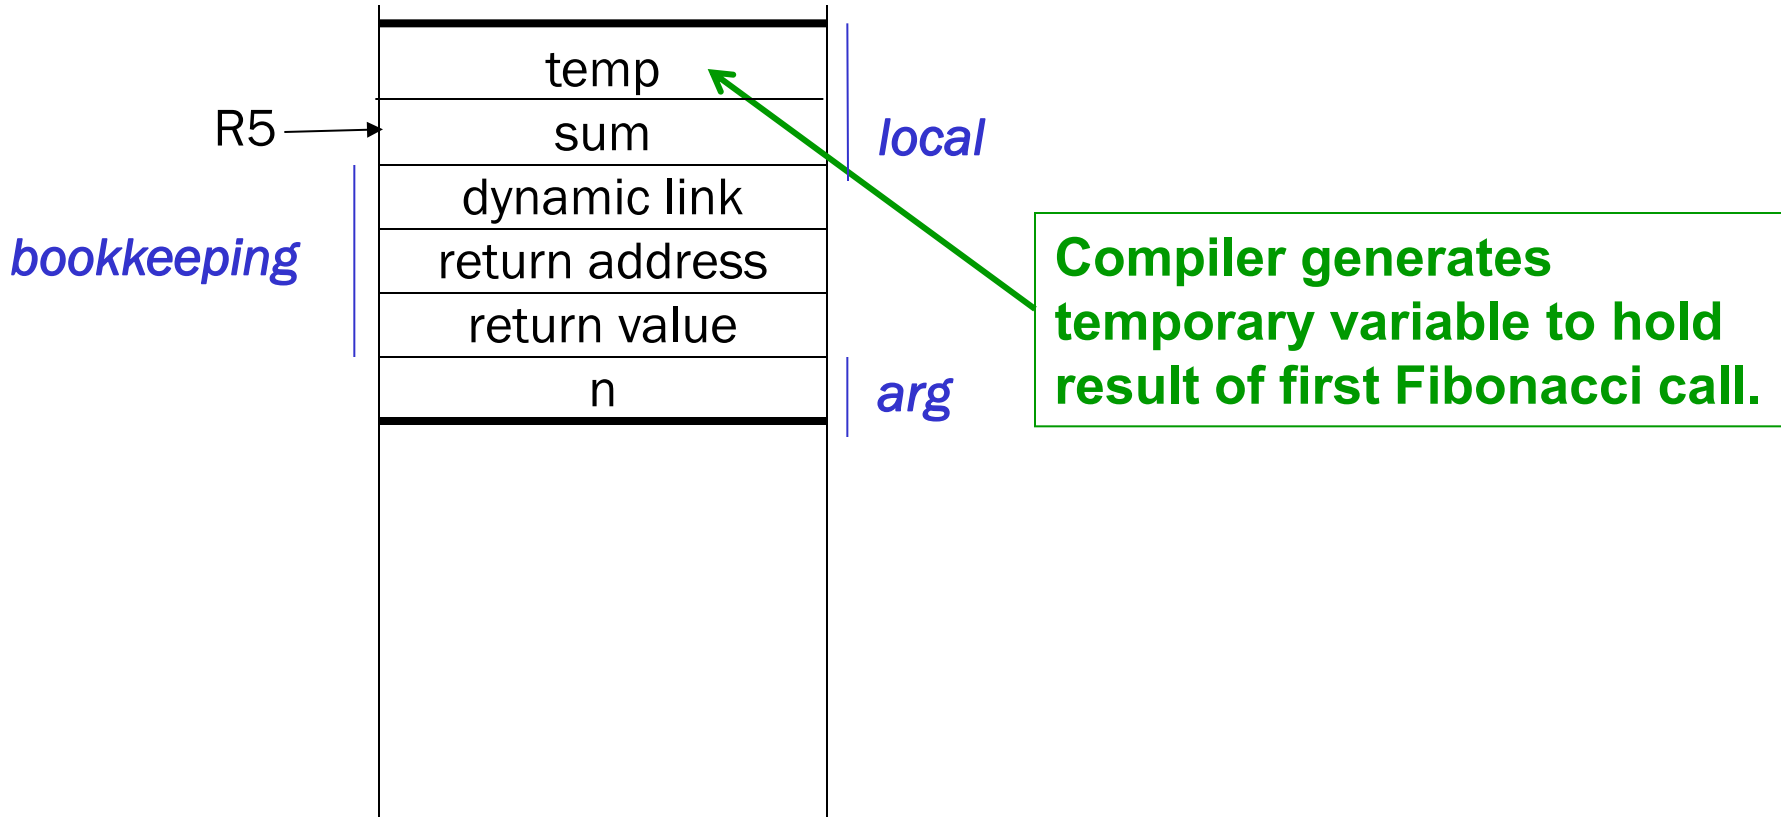 temp
R5
sum
local
dynamic link
bookkeeping
return address
return value
n
arg
Compiler generates
temporary variable to hold
result of first Fibonacci call.